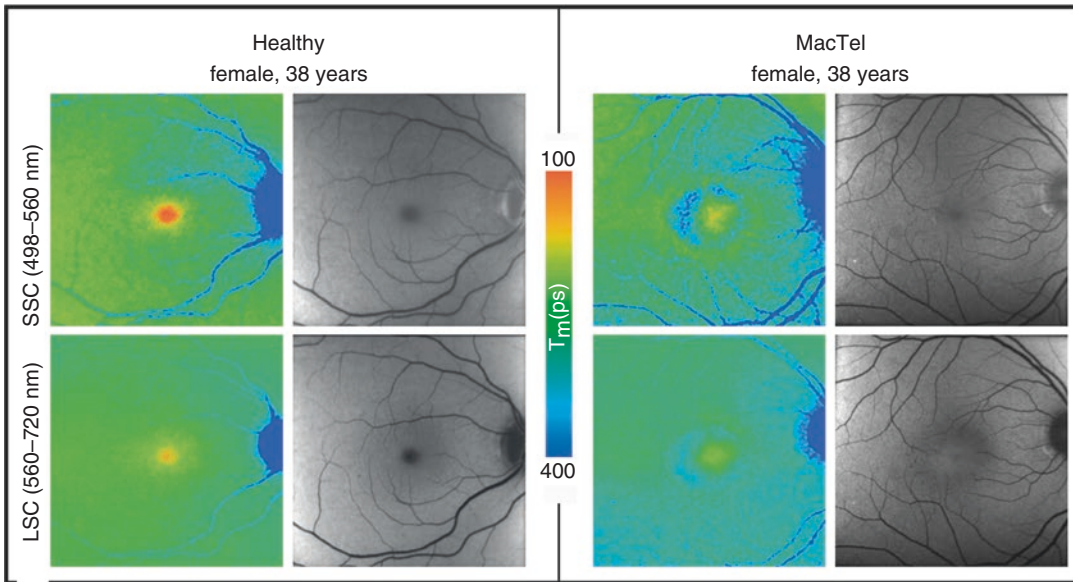 Healthy
female, 38 years
MacTel
female, 38 years
SSC (498–560 nm)
100
Tm(ps)
400
LSC (560–720 nm)